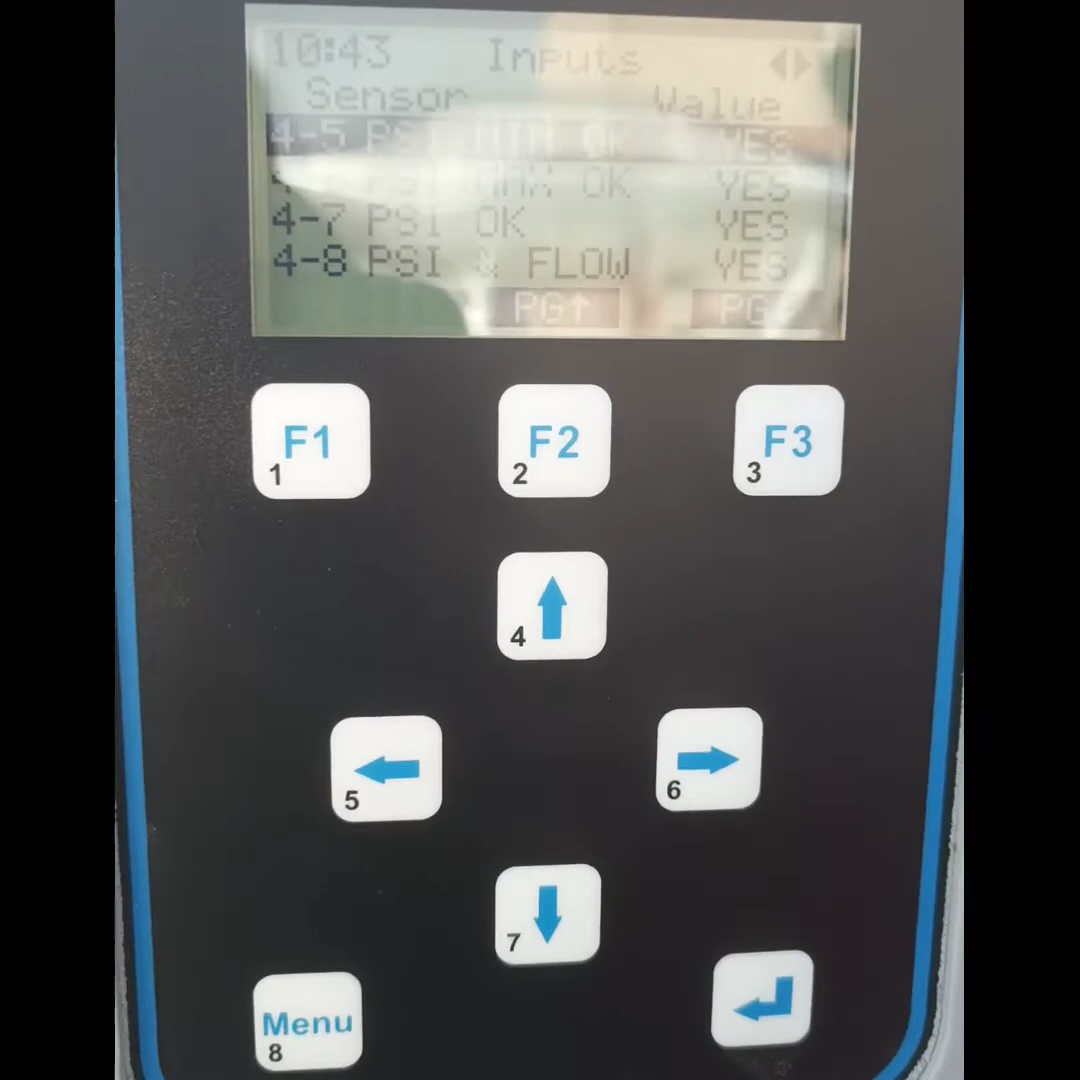 10:43 Inputs
Sensor Value
4-5 PSI MIN OK YES
PSI MAX OK YES
4-7 PSI OK YES
4-8 PSI & FLOW YES
PG↑ PG
F1
1
F2
2
F3
3
4
5
6
7
Menu
8